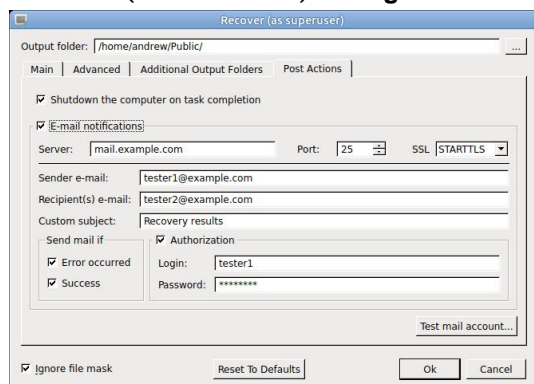 Recover (as superuser)
Output folder: /home/andrew/Public/ ...
Main Advanced Additional Output Folders Post Actions
Shutdown the computer on task completion
E-mail notifications
Server: mail.example.com Port: 25 SSL STARTTLS
Sender e-mail: tester1@example.com
Recipient(s) e-mail: tester2@example.com
Custom subject: Recovery results
Send mail if Authorization
Error occurred Login: tester1
Success Password: ********
Test mail account...
Ignore file mask Reset To Defaults Ok Cancel